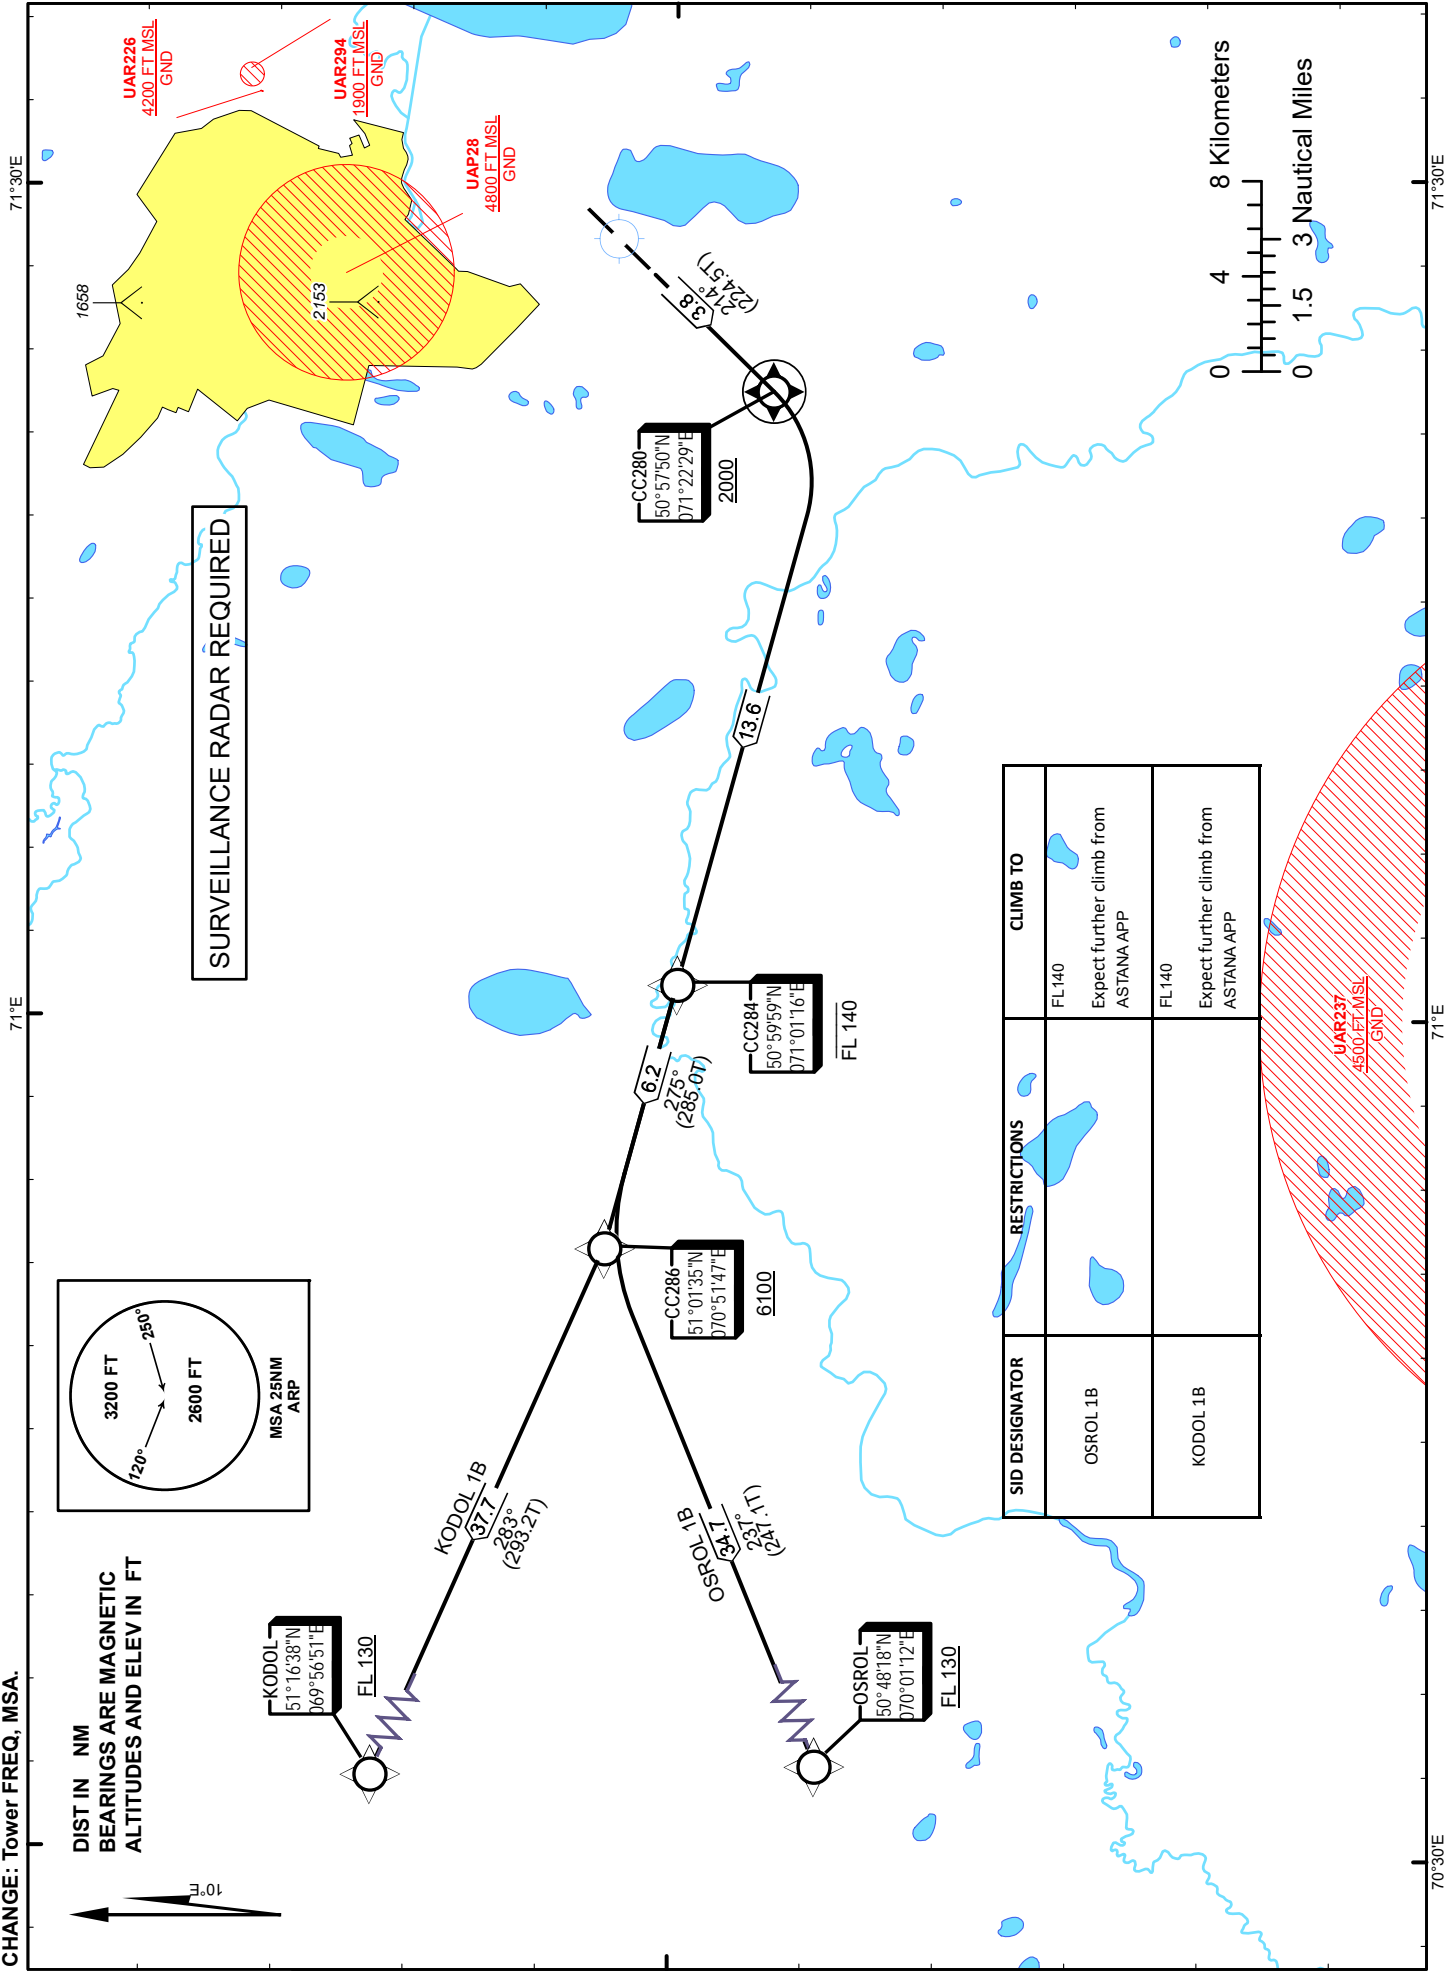 CHANGE: Tower FREQ, MSA.
DIST IN NM
BEARINGS ARE MAGNETIC
ALTITUDES AND ELEV IN FT
10°E
3200 FT
120°
250°
2600 FT
MSA 25NM
ARP
SURVEILLANCE RADAR REQUIRED
71°30'E
UAR226
4200 FT MSL
GND
UAR294
1900 FT MSL
GND
UAP28
4800 FT MSL
GND
1658
2153
KODOL
51°16'38"N
069°56'51"E
FL 130
KODOL 1B
37.7
283°
(293.2T)
OSROL 1B
34.7
237°
(247.1T)
OSROL
50°48'18"N
070°01'12"E
FL 130
CC286
51°01'35"N
070°51'47"E
6100
6.2
275°
(285.0T)
71°E
CC284
50°59'59"N
071°01'16"E
FL 140
13.6
CC280
50°57'50"N
071°22'29"E
2000
3.8
214°
(224.5T)
SID DESIGNATOR RESTRICTIONS CLIMB TO
OSROL 1B FL140
Expect further climb from
ASTANA APP
KODOL 1B FL140
Expect further climb from
ASTANA APP
0 4 8 Kilometers
0 1.5 3 Nautical Miles
UAR237
4500 FT MSL
GND
70°30'E
71°E
71°30'E